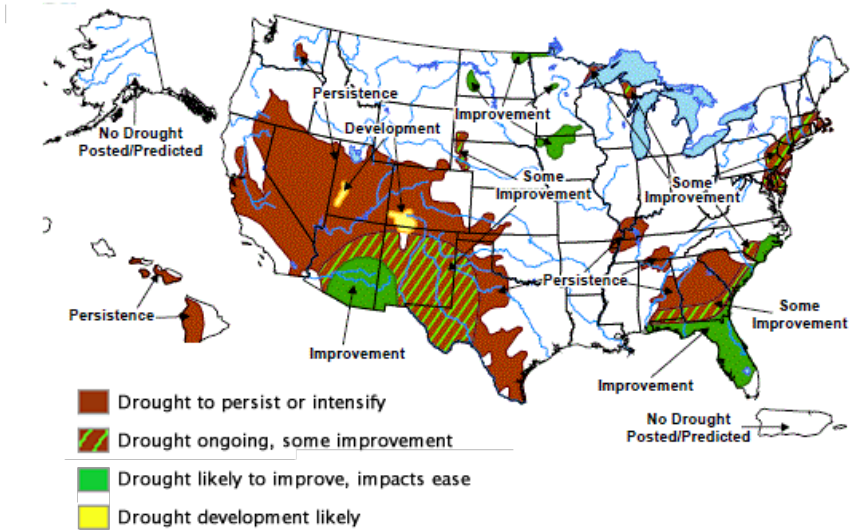 No Drought
Posted/Predicted
Persistence
Development
Improvement
Some
Improvement
Some
Improvement
Persistence
Persistence
Some
Improvement
Improvement
Improvement
No Drought
Posted/Predicted
Drought to persist or intensify
Drought ongoing, some improvement
Drought likely to improve, impacts ease
Drought development likely